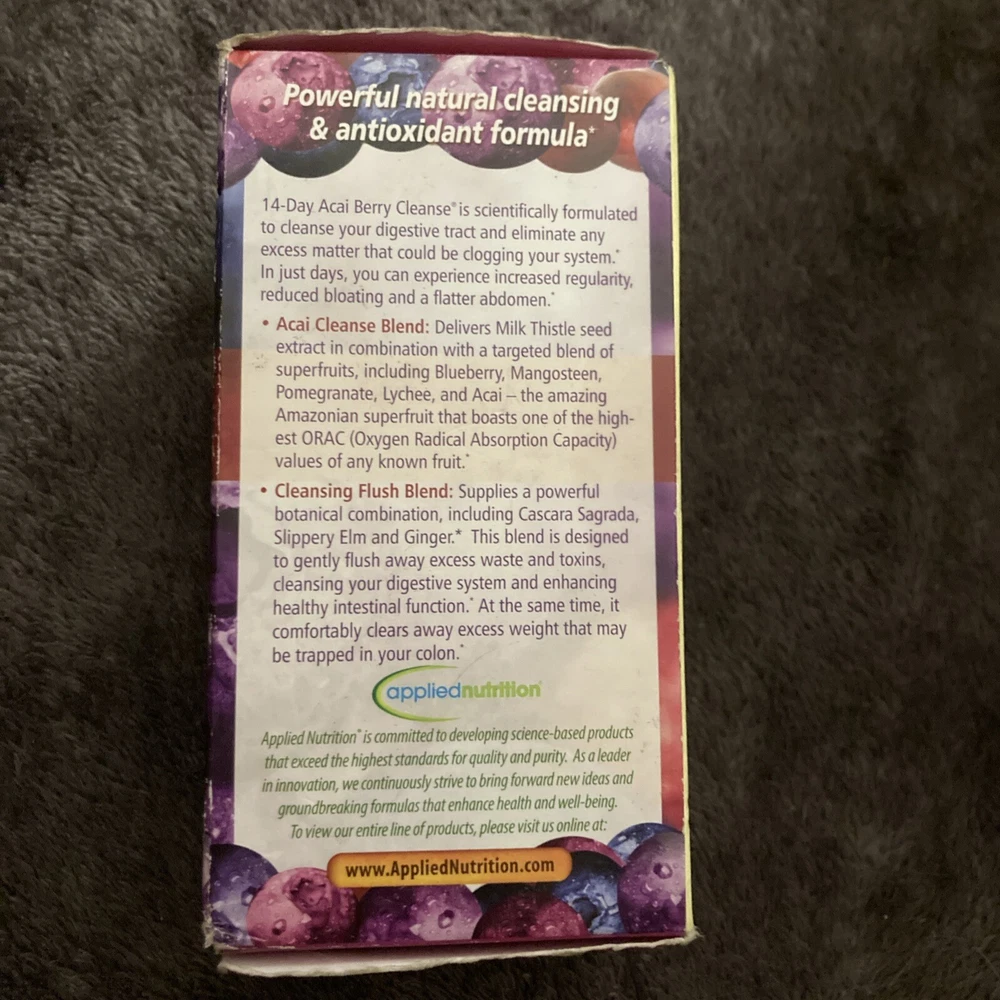 Powerful natural cleansing
& antioxidant formula*
14-Day Acai Berry Cleanse® is scientifically formulated
to cleanse your digestive tract and eliminate any
excess matter that could be clogging your system.*
In just days, you can experience increased regularity,
reduced bloating and a flatter abdomen.*
• Acai Cleanse Blend: Delivers Milk Thistle seed
extract in combination with a targeted blend of
superfruits, including Blueberry, Mangosteen,
Pomegranate, Lychee, and Acai – the amazing
Amazonian superfruit that boasts one of the high-
est ORAC (Oxygen Radical Absorption Capacity)
values of any known fruit.*
• Cleansing Flush Blend: Supplies a powerful
botanical combination, including Cascara Sagrada,
Slippery Elm and Ginger.* This blend is designed
to gently flush away excess waste and toxins,
cleansing your digestive system and enhancing
healthy intestinal function.* At the same time, it
comfortably clears away excess weight that may
be trapped in your colon.*
appliednutrition®
Applied Nutrition® is committed to developing science-based products
that exceed the highest standards for quality and purity. As a leader
in innovation, we continuously strive to bring forward new ideas and
groundbreaking formulas that enhance health and well-being.
To view our entire line of products, please visit us online at:
www.AppliedNutrition.com